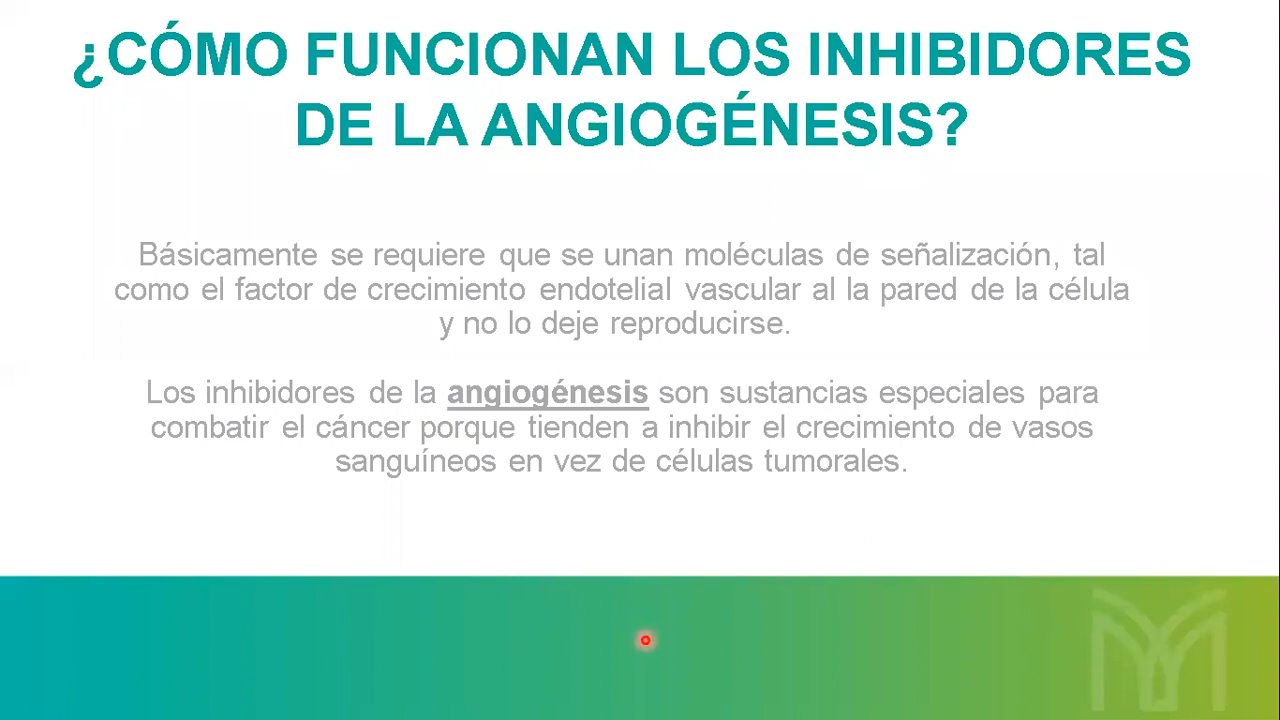 ¿CÓMO FUNCIONAN LOS INHIBIDORES
DE LA ANGIOGÉNESIS?
Básicamente se requiere que se unan moléculas de señalización, tal
como el factor de crecimiento endotelial vascular al la pared de la célula
y no lo deje reproducirse.
Los inhibidores de la angiogénesis son sustancias especiales para
combatir el cáncer porque tienden a inhibir el crecimiento de vasos
sanguíneos en vez de células tumorales.